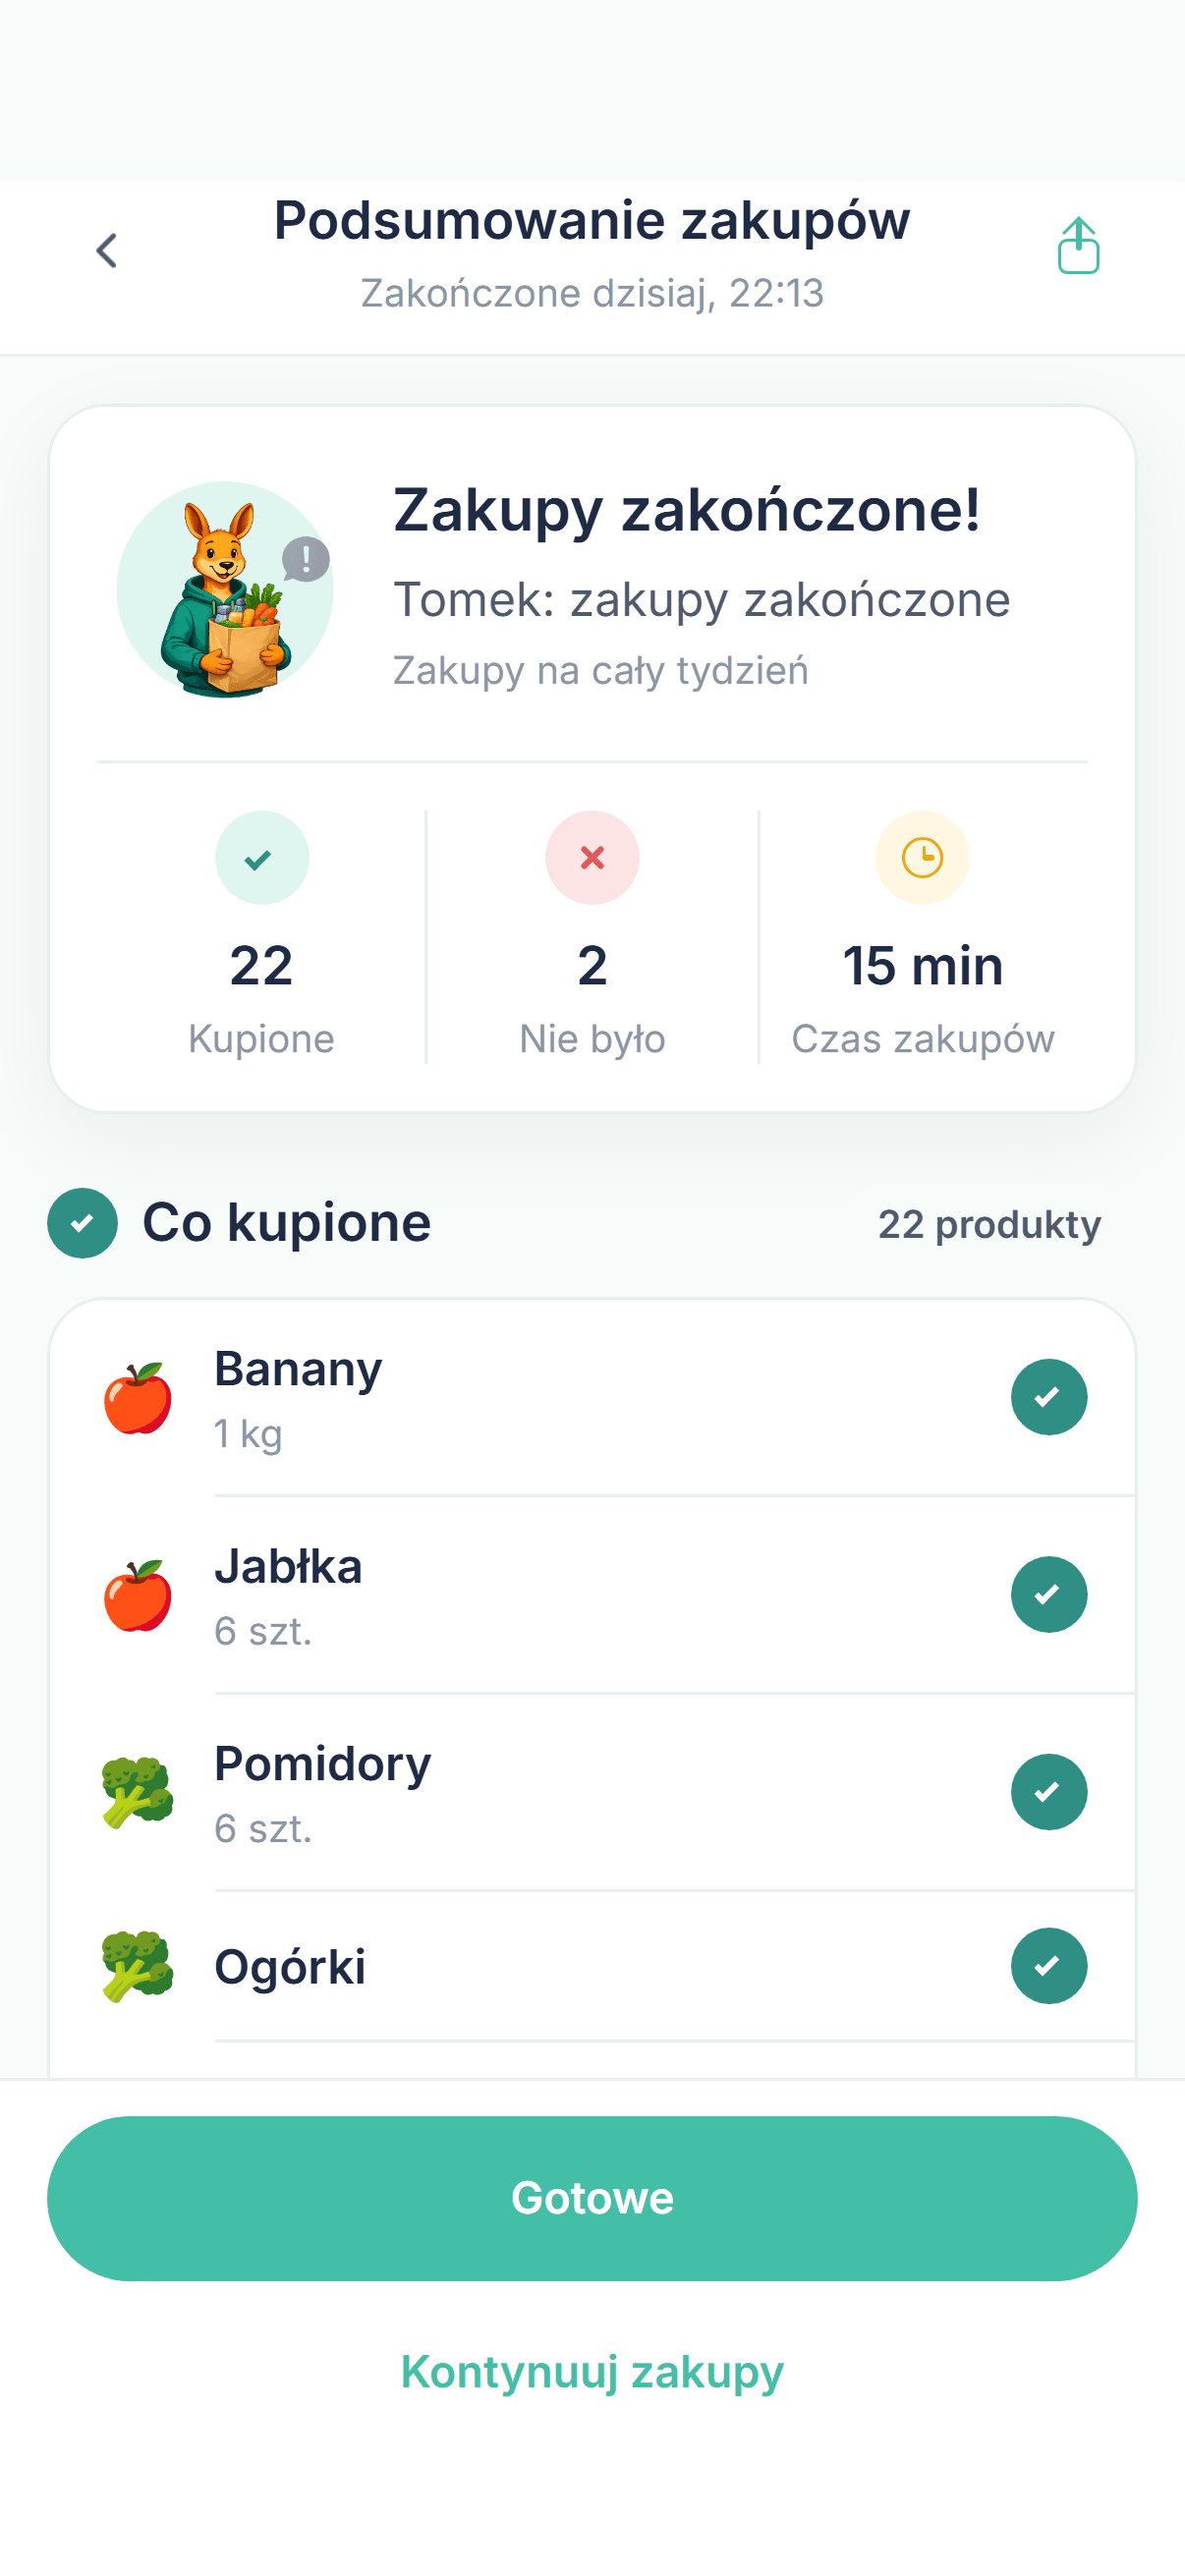 Podsumowanie zakupów
Zakończone dzisiaj, 22:13
Zakupy zakończone!
Tomek: zakupy zakończone
Zakupy na cały tydzień
22
Kupione
2
Nie było
15 min
Czas zakupów
Co kupione
22 produkty
Banany
1 kg
Jabłka
6 szt.
Pomidory
6 szt.
Ogórki
Gotowe
Kontynuuj zakupy